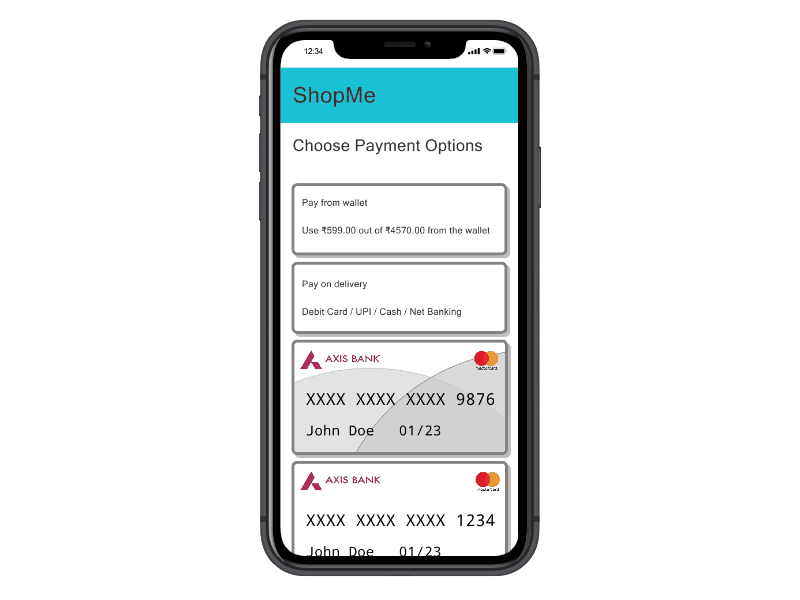 12:34
ShopMe
Choose Payment Options
Pay from wallet
Use ₹599.00 out of ₹4570.00 from the wallet
Pay on delivery
Debit Card / UPI / Cash / Net Banking
AXIS BANK
mastercard
XXXX XXXX XXXX 9876
John Doe 01/23
AXIS BANK
mastercard
XXXX XXXX XXXX 1234
John Doe 01/23